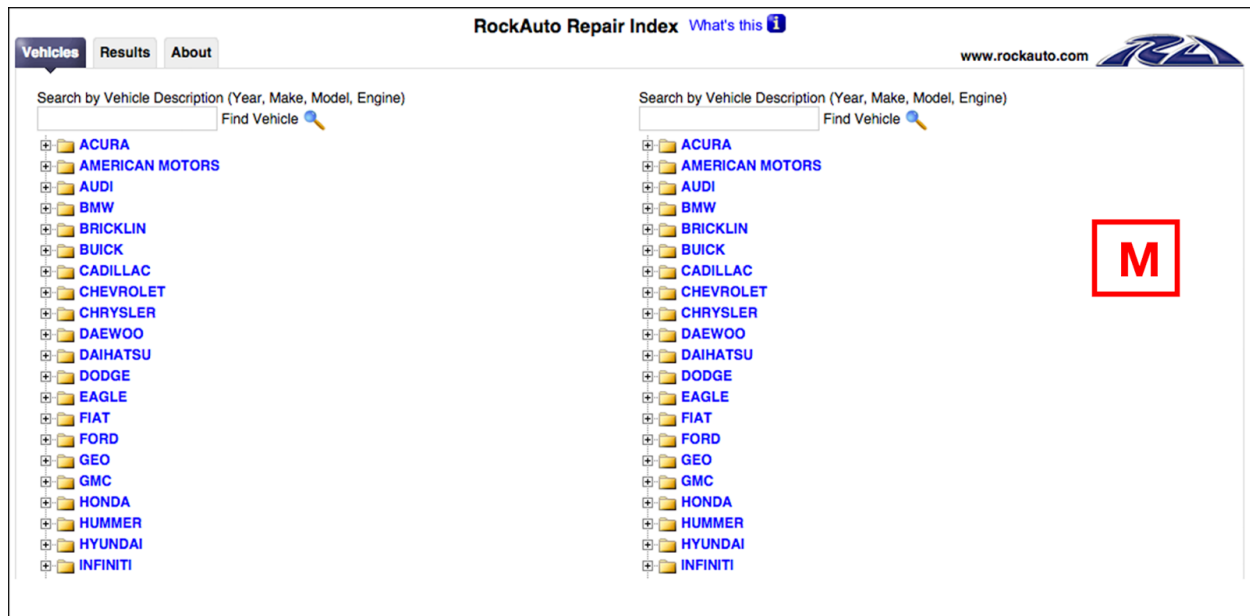 RockAuto Repair Index What's this i
Vehicles Results About
www.rockauto.com RA
Search by Vehicle Description (Year, Make, Model, Engine)
Find Vehicle
ACURA
AMERICAN MOTORS
AUDI
BMW
BRICKLIN
BUICK
CADILLAC
CHEVROLET
CHRYSLER
DAEWOO
DAIHATSU
DODGE
EAGLE
FIAT
FORD
GEO
GMC
HONDA
HUMMER
HYUNDAI
INFINITI
Search by Vehicle Description (Year, Make, Model, Engine)
Find Vehicle
ACURA
AMERICAN MOTORS
AUDI
BMW
BRICKLIN
BUICK
CADILLAC
CHEVROLET
CHRYSLER
DAEWOO
DAIHATSU
DODGE
EAGLE
FIAT
FORD
GEO
GMC
HONDA
HUMMER
HYUNDAI
INFINITI
M